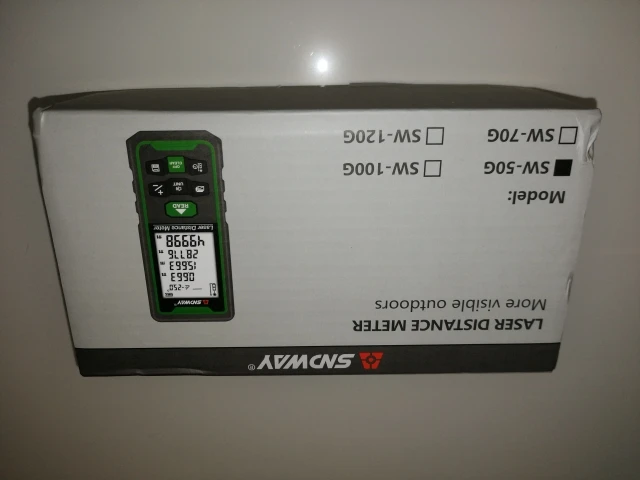 SNDWAY®
LASER DISTANCE METER
More visible outdoors
Model:
SW-50G
SW-100G
SW-70G
SW-120G
SNDWAY
Laser Distance Meter
READ
UNIT